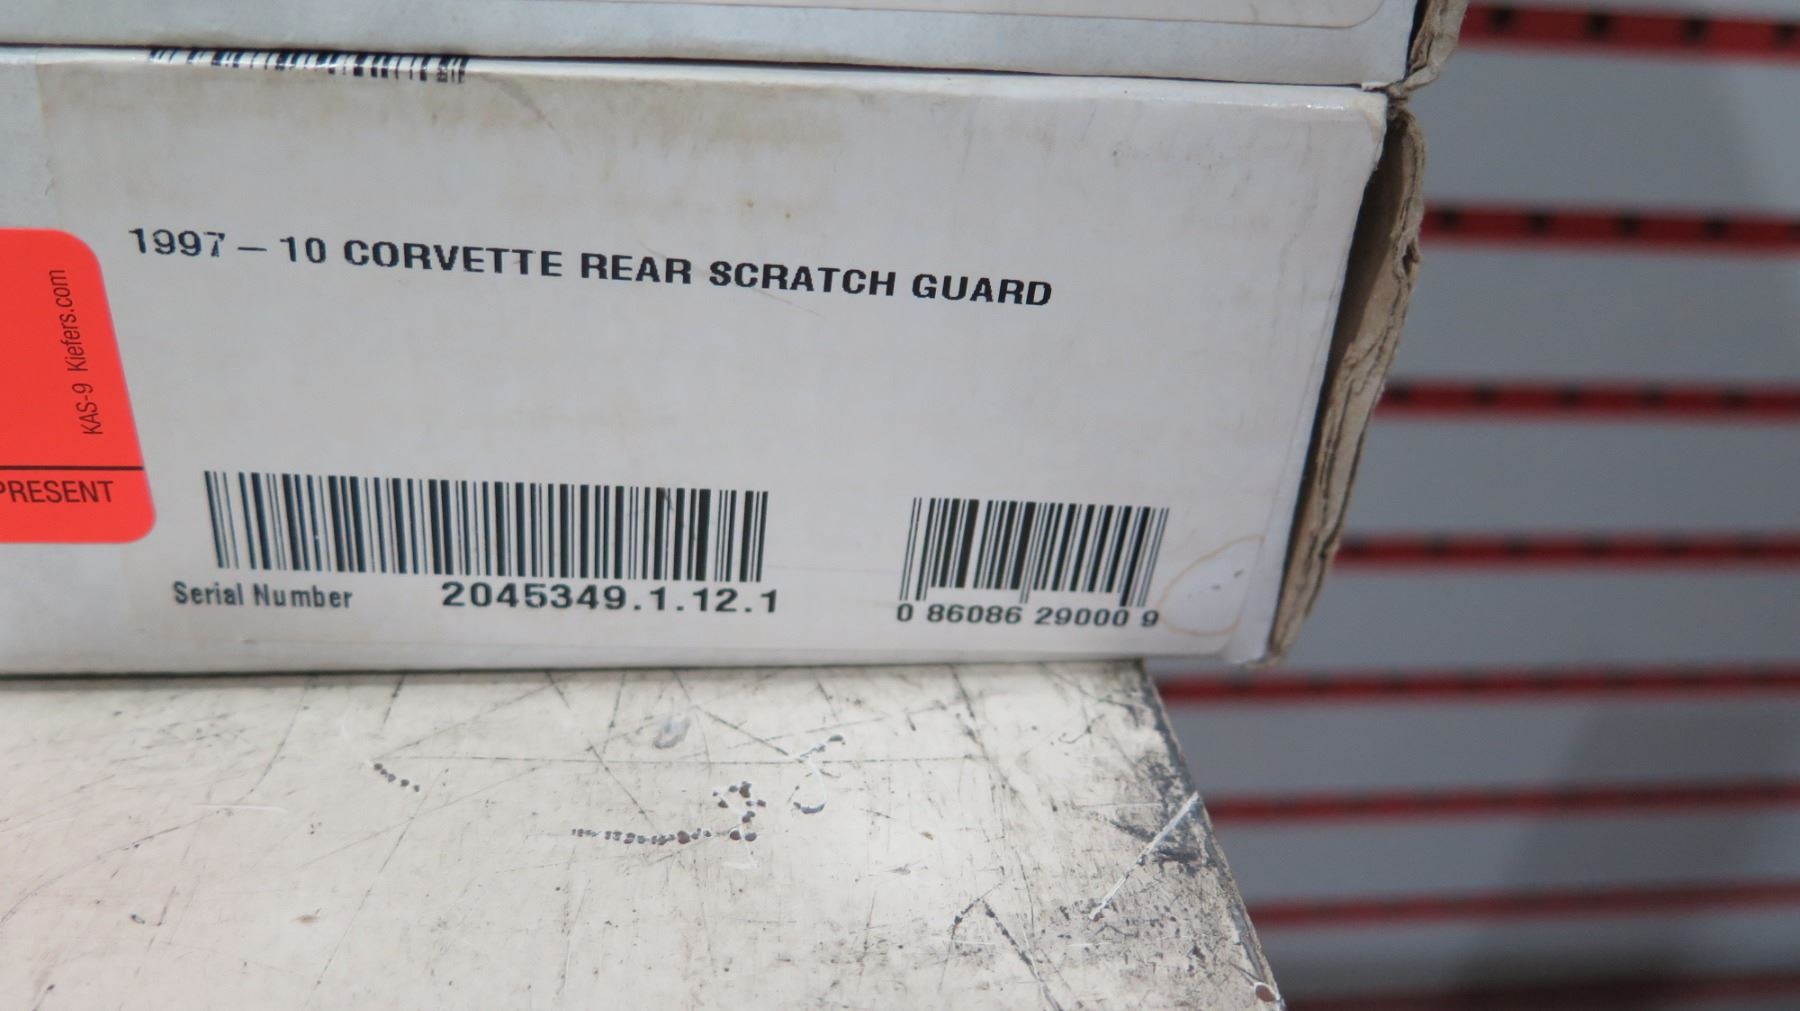 1997 – 10 CORVETTE REAR SCRATCH GUARD
KAS-9 Kiefers.com
PRESENT
Serial Number 2045349.1.12.1
0 86086 29000 9